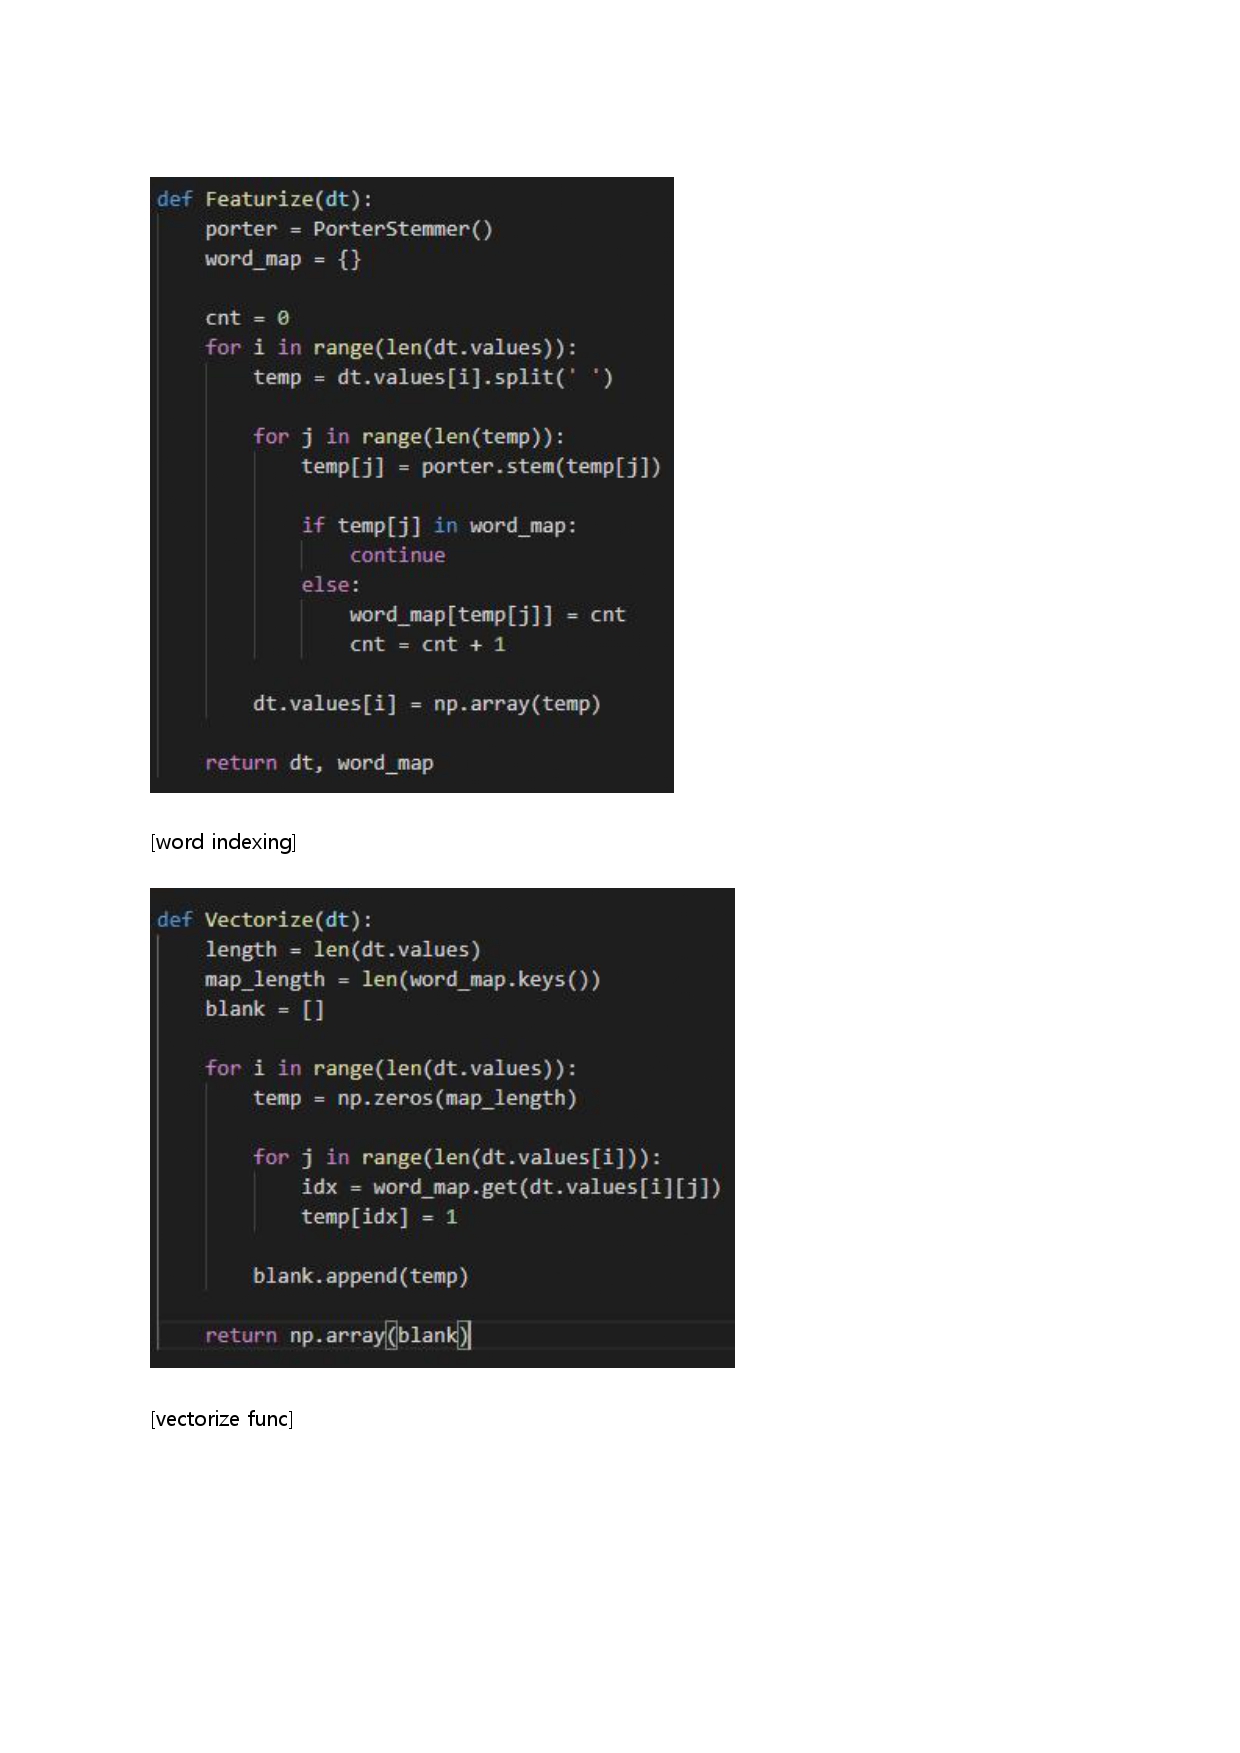 def Featurize(dt):
    porter = PorterStemmer()
    word_map = {}
    cnt = 0
    for i in range(len(dt.values)):
        temp = dt.values[i].split(' ')
        for j in range(len(temp)):
            temp[j] = porter.stem(temp[j])
            if temp[j] in word_map:
                continue
            else:
                word_map[temp[j]] = cnt
                cnt = cnt + 1
        dt.values[i] = np.array(temp)
    return dt, word_map
[word indexing]
def Vectorize(dt):
    length = len(dt.values)
    map_length = len(word_map.keys())
    blank = []
    for i in range(len(dt.values)):
        temp = np.zeros(map_length)
        for j in range(len(dt.values[i])):
            idx = word_map.get(dt.values[i][j])
            temp[idx] = 1
        blank.append(temp)
    return np.array(blank)
[vectorize func]